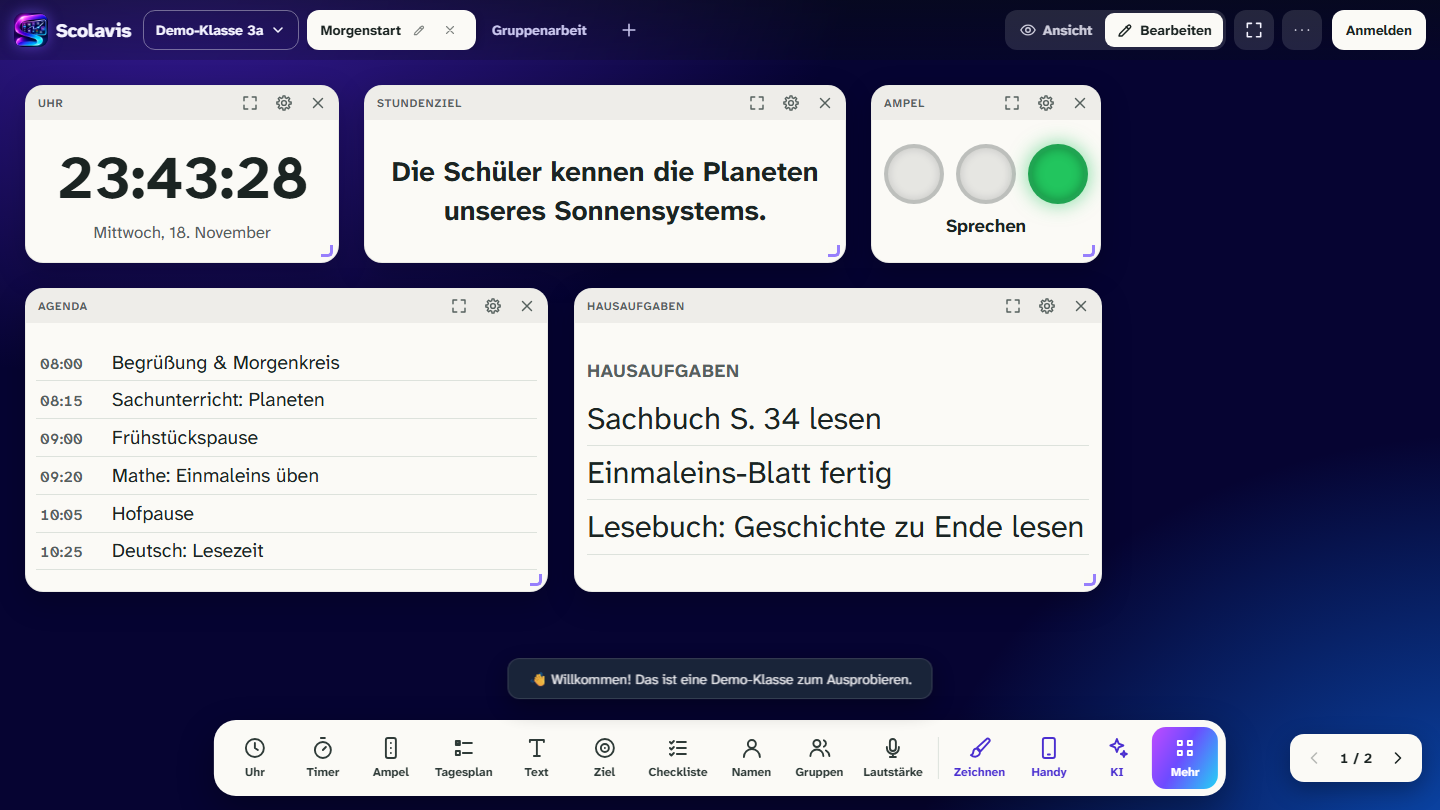 Scolavis
Demo-Klasse 3a
Morgenstart
Gruppenarbeit
Ansicht
Bearbeiten
Anmelden
UHR
23:43:28
Mittwoch, 18. November
STUNDENZIEL
Die Schüler kennen die Planeten
unseres Sonnensystems.
AMPEL
Sprechen
AGENDA
08:00 Begrüßung & Morgenkreis
08:15 Sachunterricht: Planeten
09:00 Frühstückspause
09:20 Mathe: Einmaleins üben
10:05 Hofpause
10:25 Deutsch: Lesezeit
HAUSAUFGABEN
HAUSAUFGABEN
Sachbuch S. 34 lesen
Einmaleins-Blatt fertig
Lesebuch: Geschichte zu Ende lesen
👋 Willkommen! Das ist eine Demo-Klasse zum Ausprobieren.
Uhr
Timer
Ampel
Tagesplan
Text
Ziel
Checkliste
Namen
Gruppen
Lautstärke
Zeichnen
Handy
KI
Mehr
1 / 2